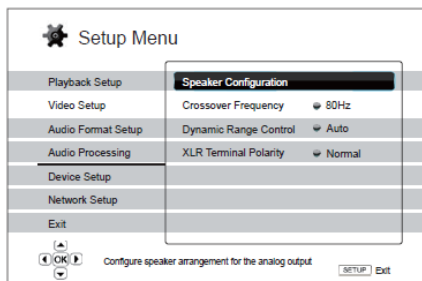 Setup Menu
Playback Setup
Video Setup
Audio Format Setup
Audio Processing
Device Setup
Network Setup
Exit
Speaker Configuration
Crossover Frequency 80Hz
Dynamic Range Control Auto
XLR Terminal Polarity Normal
OK
Configure speaker arrangement for the analog output
SETUP Exit